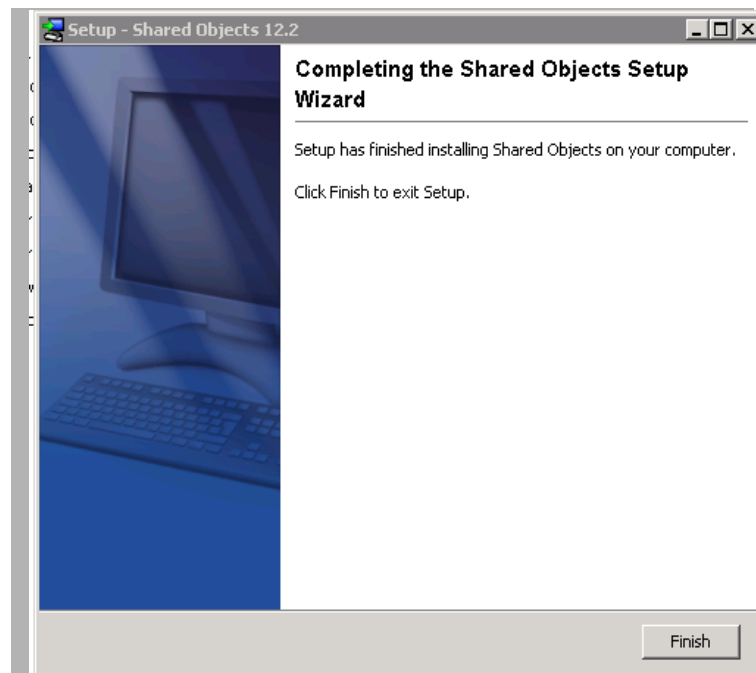 Setup - Shared Objects 12.2
Completing the Shared Objects Setup
Wizard
Setup has finished installing Shared Objects on your computer.
Click Finish to exit Setup.
Finish